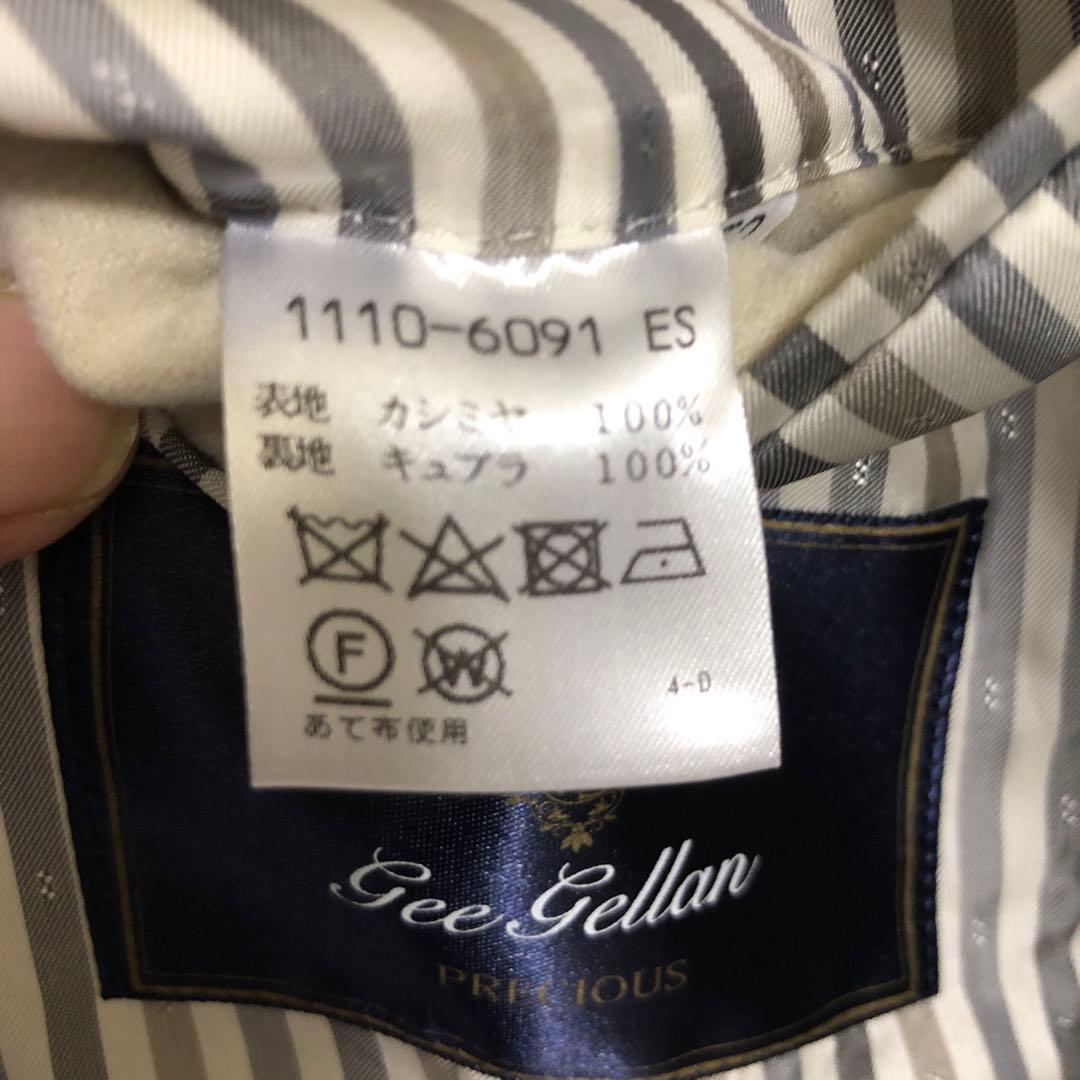 1110-6091 ES
表地 カシミヤ 100%
裏地 キュプラ 100%
F W
4-D
あて布使用
Gee Gellan
PRECIOUS